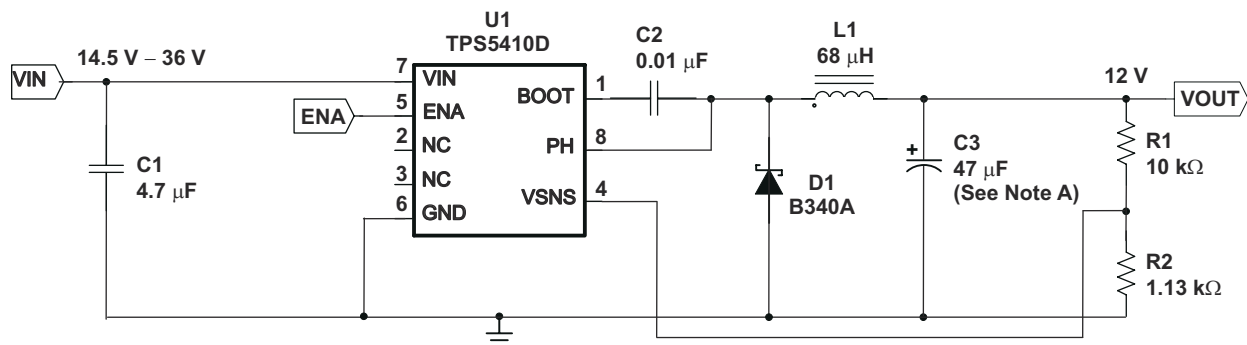 U1
TPS5410D
C2
0.01 μF
L1
68 μH
VIN
14.5 V – 36 V
7
VIN
BOOT
1
12 V
VOUT
ENA
5
ENA
2
NC
PH
8
3
NC
6
GND
VSNS
4
C1
4.7 μF
D1
B340A
+
C3
47 μF
(See Note A)
R1
10 kΩ
R2
1.13 kΩ